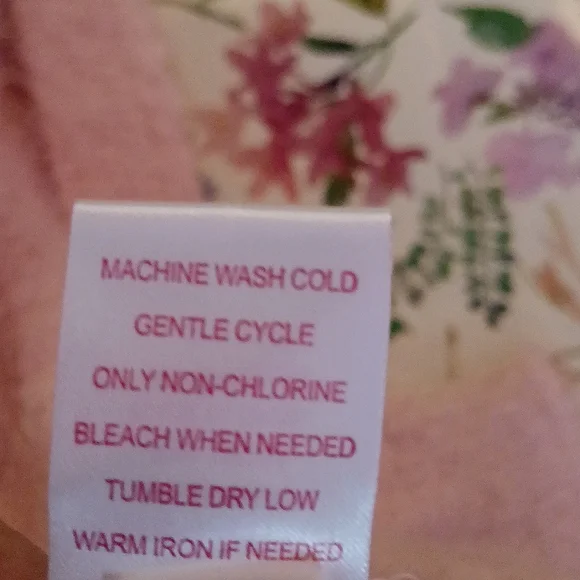 MACHINE WASH COLD
GENTLE CYCLE
ONLY NON-CHLORINE
BLEACH WHEN NEEDED
TUMBLE DRY LOW
WARM IRON IF NEEDED